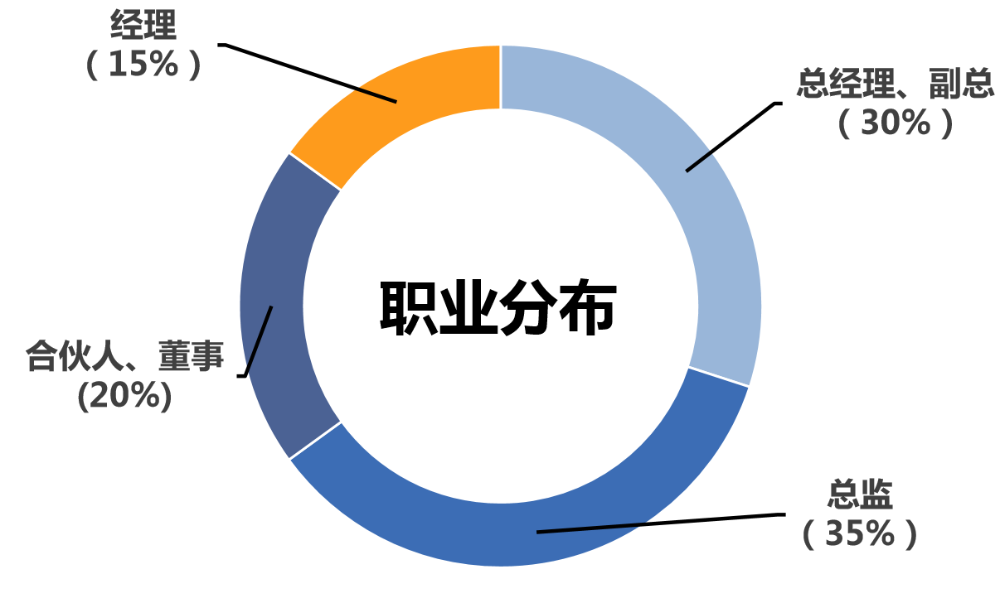 经理
（15%）
总经理、副总
（30%）
职业分布
合伙人、董事
(20%)
总监
（35%）